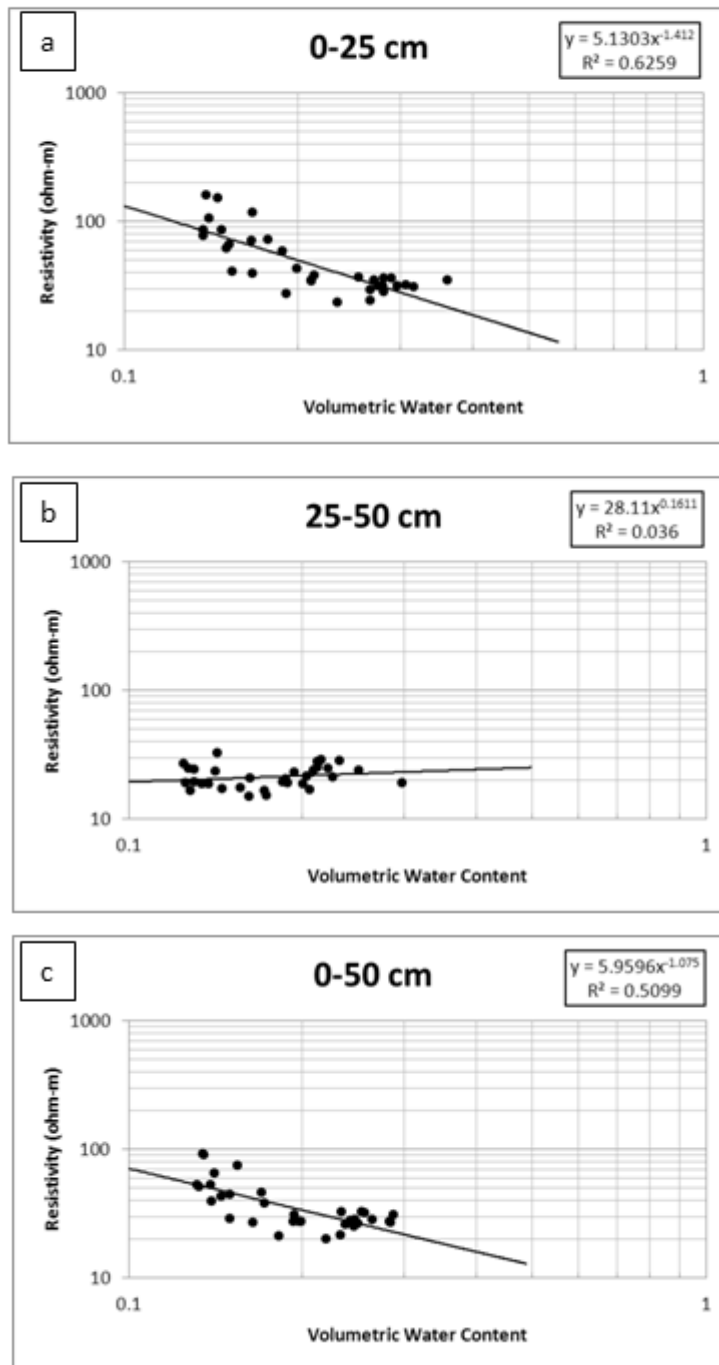 a
0-25 cm
y = 5.1303x-1.412
R² = 0.6259
1000
100
10
0.1
1
Resistivity (ohm-m)
Volumetric Water Content
b
25-50 cm
y = 28.11x0.1611
R² = 0.036
1000
100
10
0.1
1
Resistivity (ohm-m)
Volumetric Water Content
c
0-50 cm
y = 5.9596x-1.075
R² = 0.5099
1000
100
10
0.1
1
Resistivity (ohm-m)
Volumetric Water Content